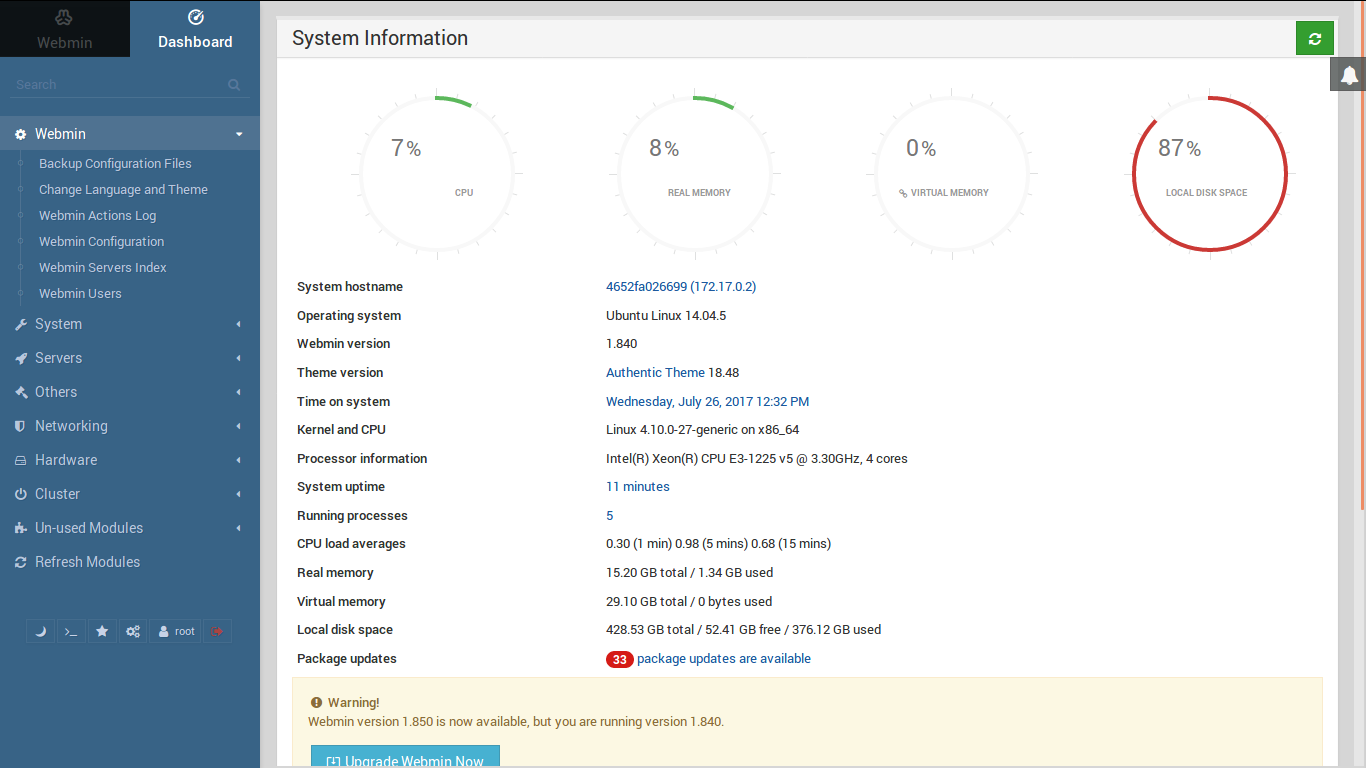 Webmin
Dashboard
Search
Webmin
Backup Configuration Files
Change Language and Theme
Webmin Actions Log
Webmin Configuration
Webmin Servers Index
Webmin Users
System
Servers
Others
Networking
Hardware
Cluster
Un-used Modules
Refresh Modules
root
System Information
7% 8% 0% 87%
CPU REAL MEMORY VIRTUAL MEMORY LOCAL DISK SPACE
System hostname 4652fa026699 (172.17.0.2)
Operating system Ubuntu Linux 14.04.5
Webmin version 1.840
Theme version Authentic Theme 18.48
Time on system Wednesday, July 26, 2017 12:32 PM
Kernel and CPU Linux 4.10.0-27-generic on x86_64
Processor information Intel(R) Xeon(R) CPU E3-1225 v5 @ 3.30GHz, 4 cores
System uptime 11 minutes
Running processes 5
CPU load averages 0.30 (1 min) 0.98 (5 mins) 0.68 (15 mins)
Real memory 15.20 GB total / 1.34 GB used
Virtual memory 29.10 GB total / 0 bytes used
Local disk space 428.53 GB total / 52.41 GB free / 376.12 GB used
Package updates 33 package updates are available
Warning!
Webmin version 1.850 is now available, but you are running version 1.840.
Upgrade Webmin Now